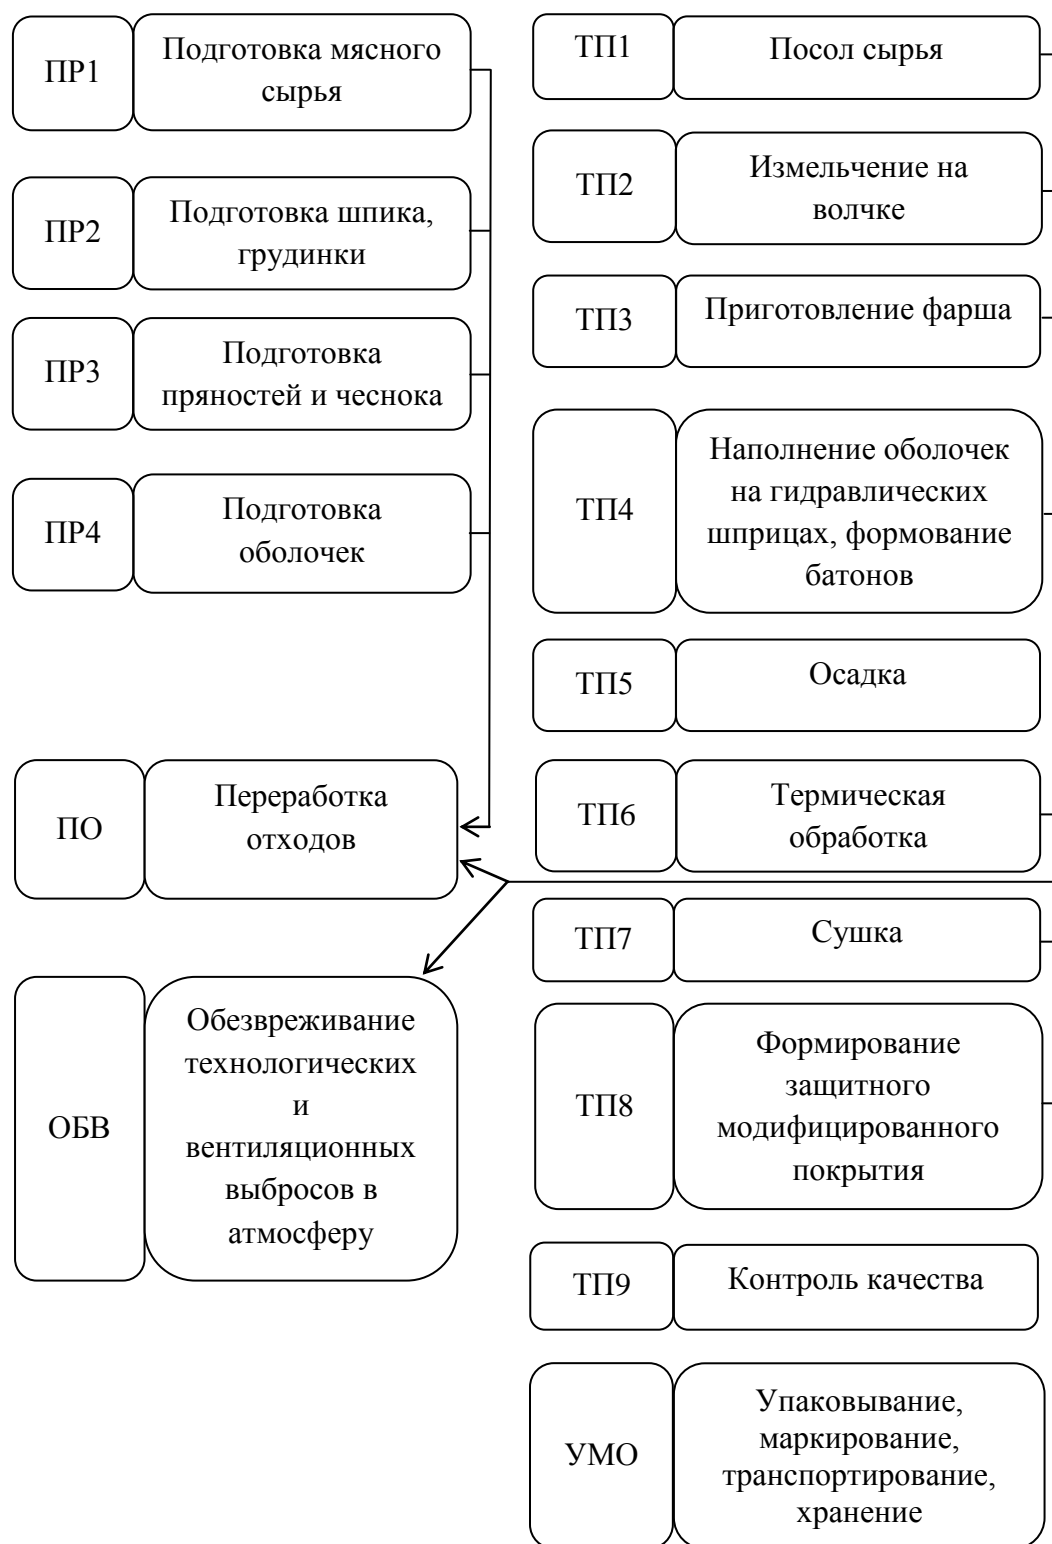 ПР1
Подготовка мясного
сырья
ПР2
Подготовка шпика,
грудинки
ПР3
Подготовка
пряностей и чеснока
ПР4
Подготовка
оболочек
ПО
Переработка
отходов
ОБВ
Обезвреживание
технологических
и
вентиляционных
выбросов в
атмосферу
ТП1
Посол сырья
ТП2
Измельчение на
волчке
ТП3
Приготовление фарша
ТП4
Наполнение оболочек
на гидравлических
шприцах, формование
батонов
ТП5
Осадка
ТП6
Термическая
обработка
ТП7
Сушка
ТП8
Формирование
защитного
модифицированного
покрытия
ТП9
Контроль качества
УМО
Упаковывание,
маркирование,
транспортирование,
хранение